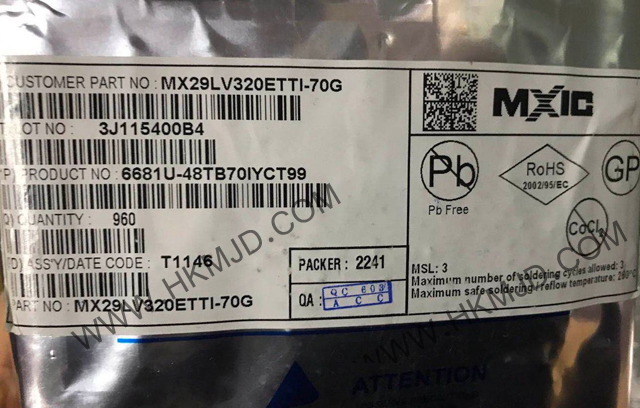 CUSTOMER PART NO : MX29LV320ETTI-70G
LOT NO : 3J115400B4
(P) PRODUCT NO : 6681U-48TB70IYCT99
(Q) QUANTITY : 960
(D) ASS'Y/DATE CODE : T1146
PART NO : MX29LV320ETTI-70G
PACKER : 2241
QA :
QC 603
A C C
MXIC
Pb
Pb Free
RoHS
2002/95/EC
GP
CoCl2
MSL: 3
Maximum number of soldering cycles allowed: 3
Maximum safe soldering reflow temperature:
ATTENTION
WWW.HKMJD.COM
WWW.HKMJD.COM